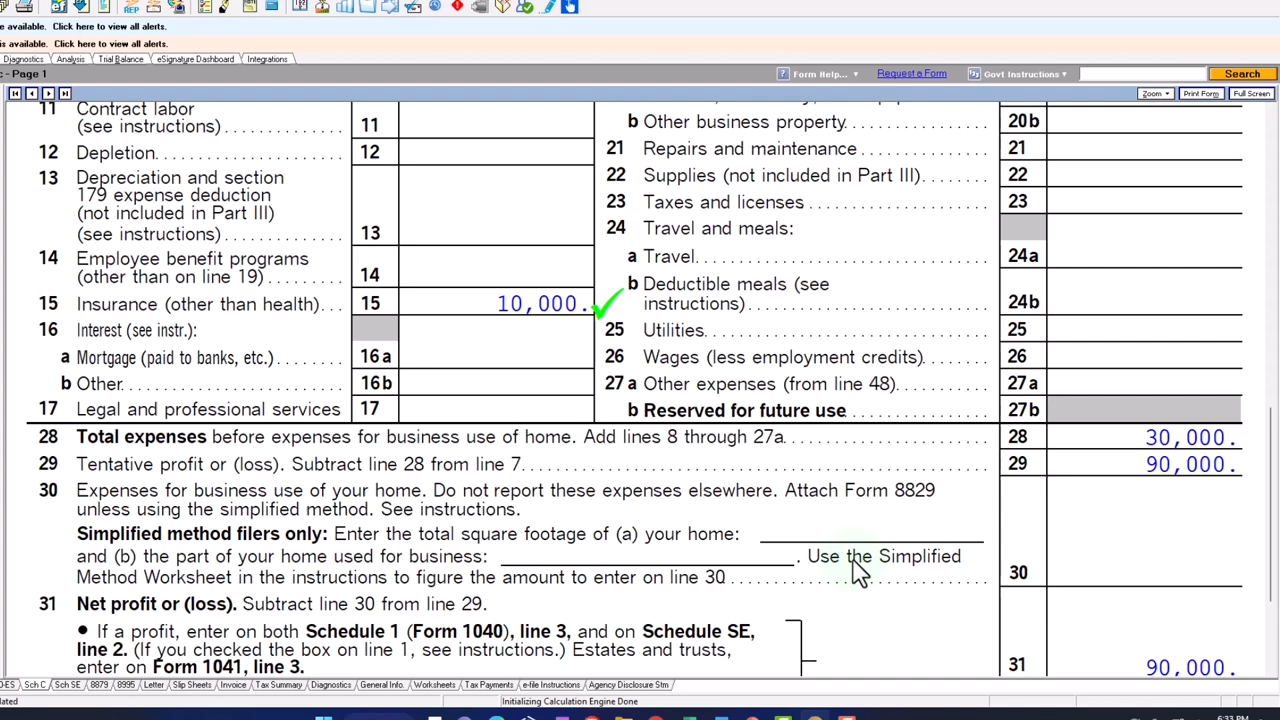 REP
e available. Click here to view all alerts.
is available. Click here to view all alerts.
Diagnostics Analysis Trial Balance eSignature Dashboard Integrations
c - Page 1 Form Help... Request a Form Govt Instructions Search
Zoom Print Form Full Screen
11 Contract labor
(see instructions) 11
12 Depletion 12
13 Depreciation and section
179 expense deduction
(not included in Part III)
(see instructions) 13
14 Employee benefit programs
(other than on line 19) 14
15 Insurance (other than health) 15 10,000.
16 Interest (see instr.):
a Mortgage (paid to banks, etc.) 16a
b Other 16b
17 Legal and professional services 17
b Other business property 20b
21 Repairs and maintenance 21
22 Supplies (not included in Part III) 22
23 Taxes and licenses 23
24 Travel and meals:
a Travel 24a
b Deductible meals (see
instructions) 24b
25 Utilities 25
26 Wages (less employment credits) 26
27a Other expenses (from line 48) 27a
b Reserved for future use 27b
28 Total expenses before expenses for business use of home. Add lines 8 through 27a 28 30,000.
29 Tentative profit or (loss). Subtract line 28 from line 7 29 90,000.
30 Expenses for business use of your home. Do not report these expenses elsewhere. Attach Form 8829
unless using the simplified method. See instructions.
Simplified method filers only: Enter the total square footage of (a) your home:
and (b) the part of your home used for business: . Use the Simplified
Method Worksheet in the instructions to figure the amount to enter on line 30 30
31 Net profit or (loss). Subtract line 30 from line 29.
• If a profit, enter on both Schedule 1 (Form 1040), line 3, and on Schedule SE,
line 2. (If you checked the box on line 1, see instructions.) Estates and trusts,
enter on Form 1041, line 3. 31 90,000.
O-ES Sch C Sch SE 8879 8995 Letter Slip Sheets Invoice Tax Summary Diagnostics General Info. Worksheets Tax Payments e-file Instructions Agency Disclosure Stm
lated Initializing Calculation Engine Done
6:33 PM